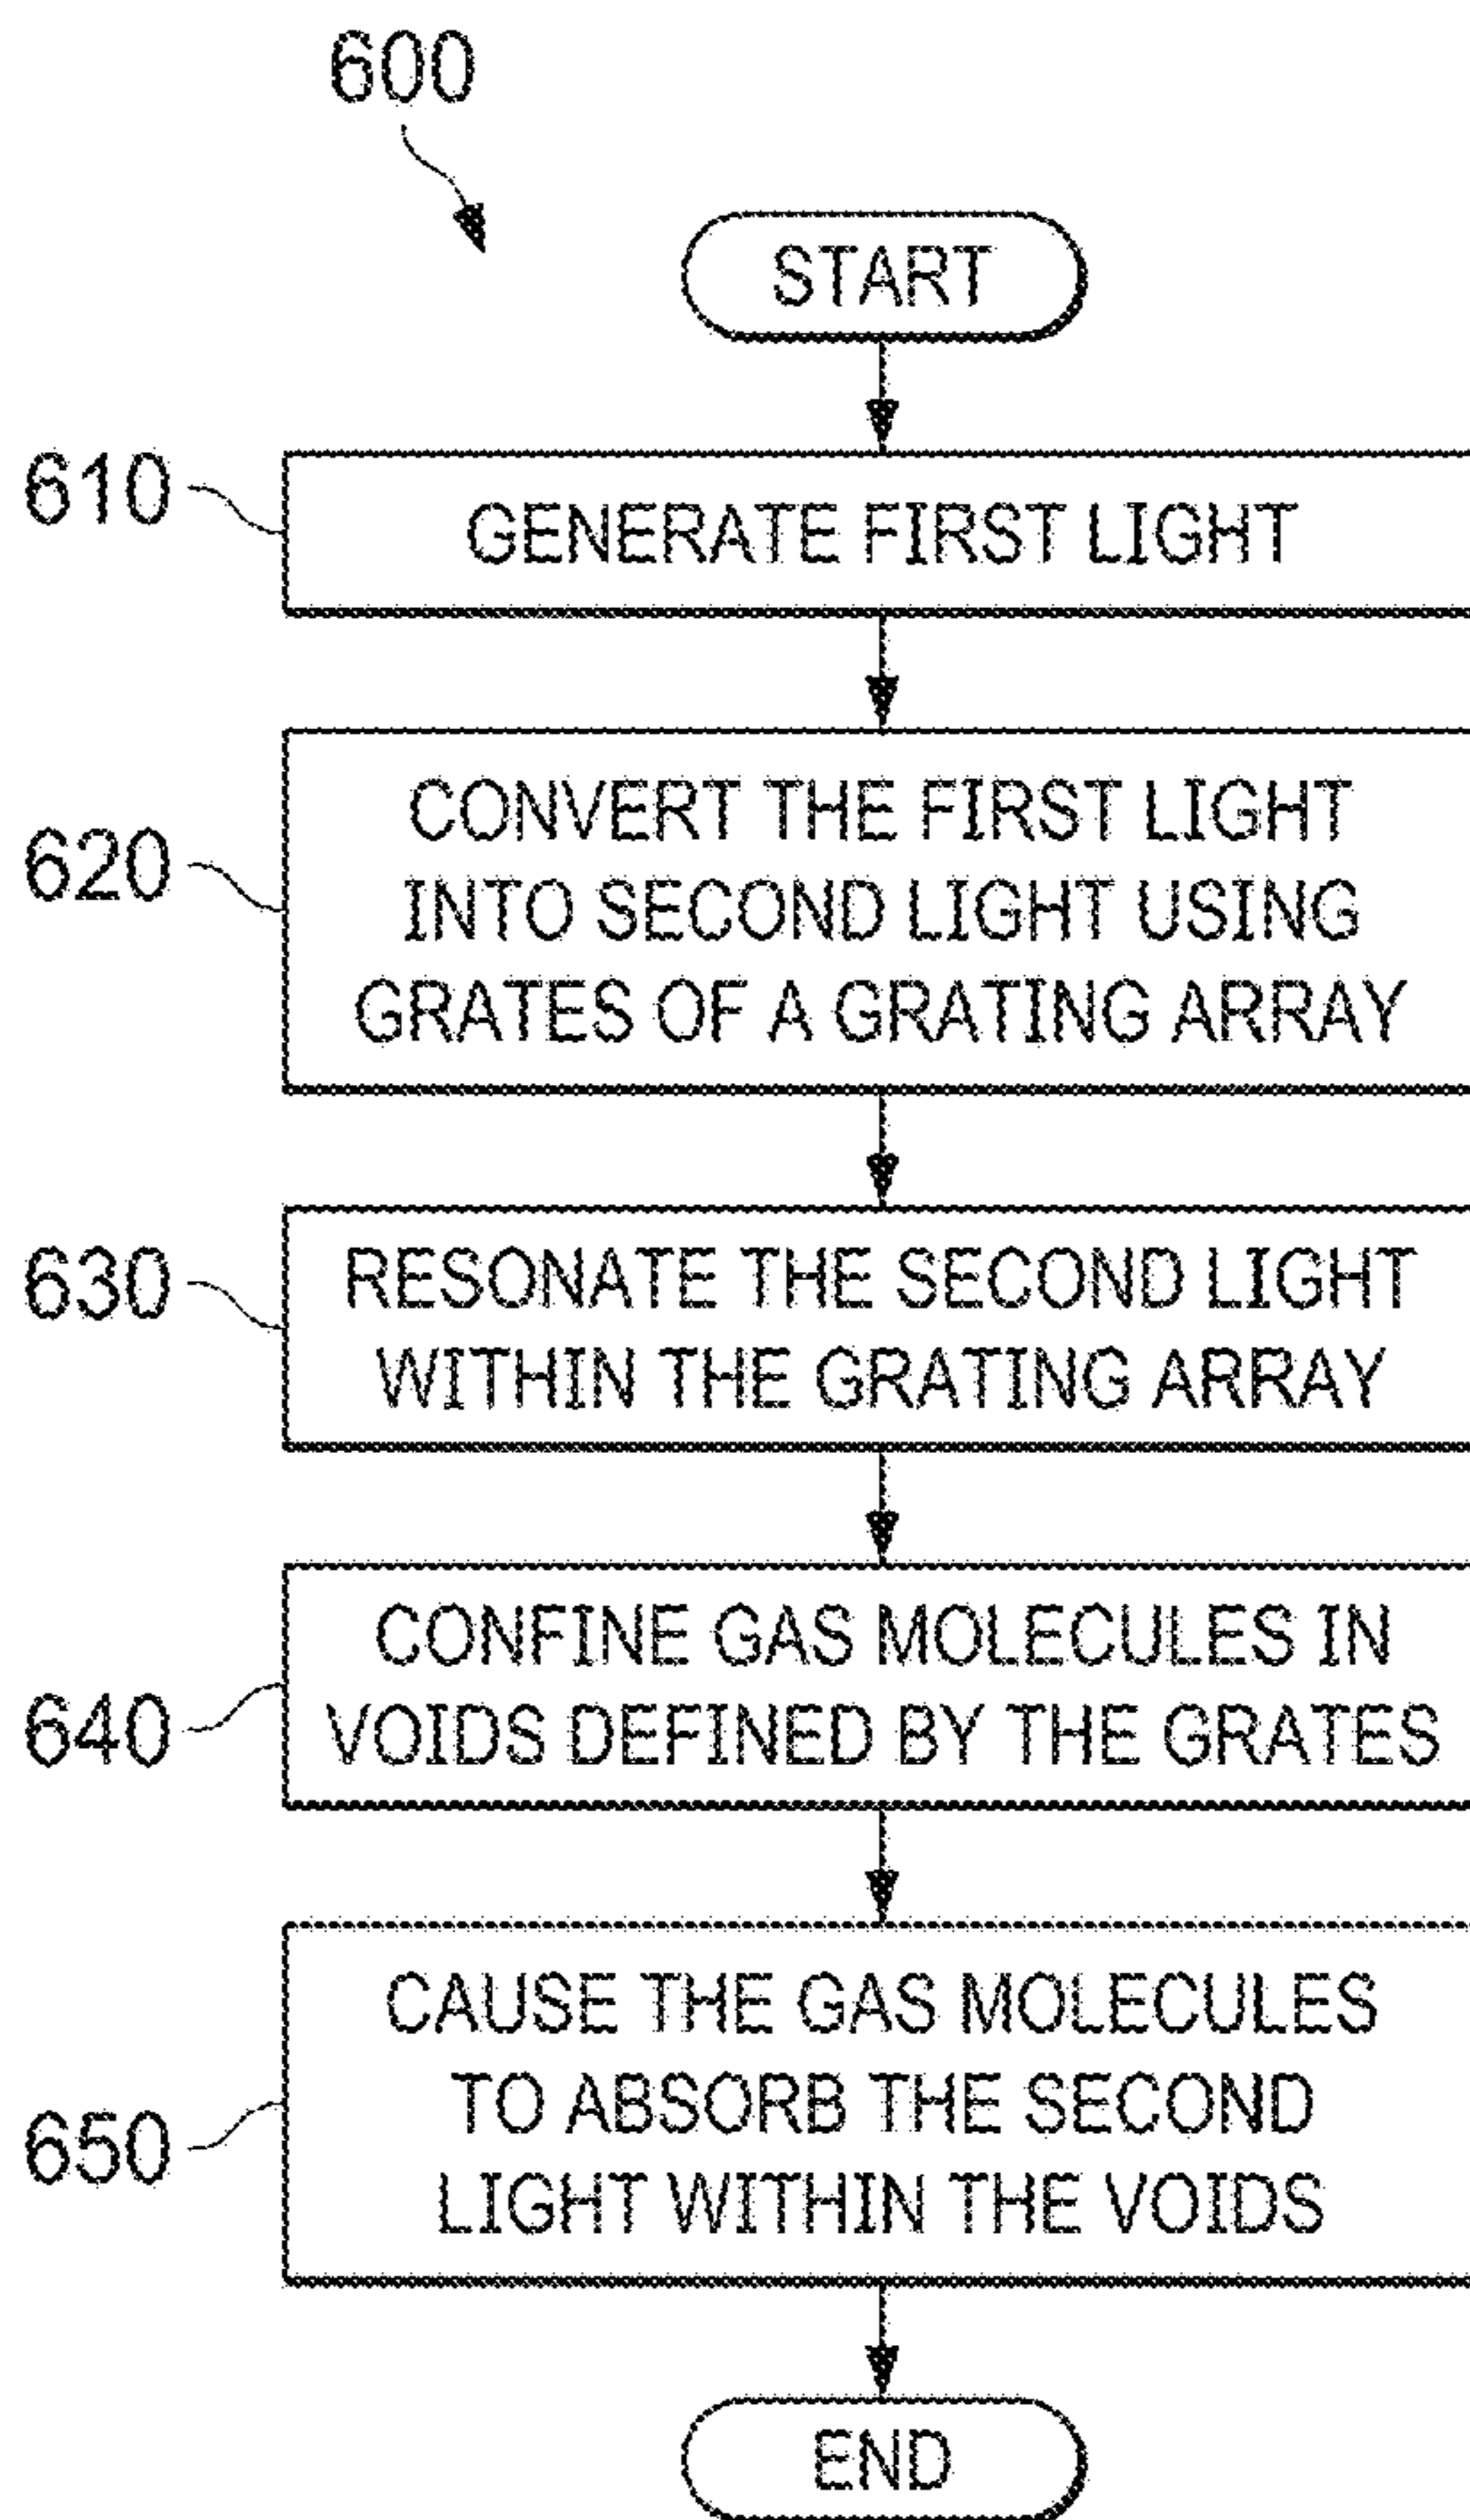 600
START
610
GENERATE FIRST LIGHT
620
CONVERT THE FIRST LIGHT
INTO SECOND LIGHT USING
GRATES OF A GRATING ARRAY
630
RESONATE THE SECOND LIGHT
WITHIN THE GRATING ARRAY
640
CONFINE GAS MOLECULES IN
VOIDS DEFINED BY THE GRATES
650
CAUSE THE GAS MOLECULES
TO ABSORB THE SECOND
LIGHT WITHIN THE VOIDS
END